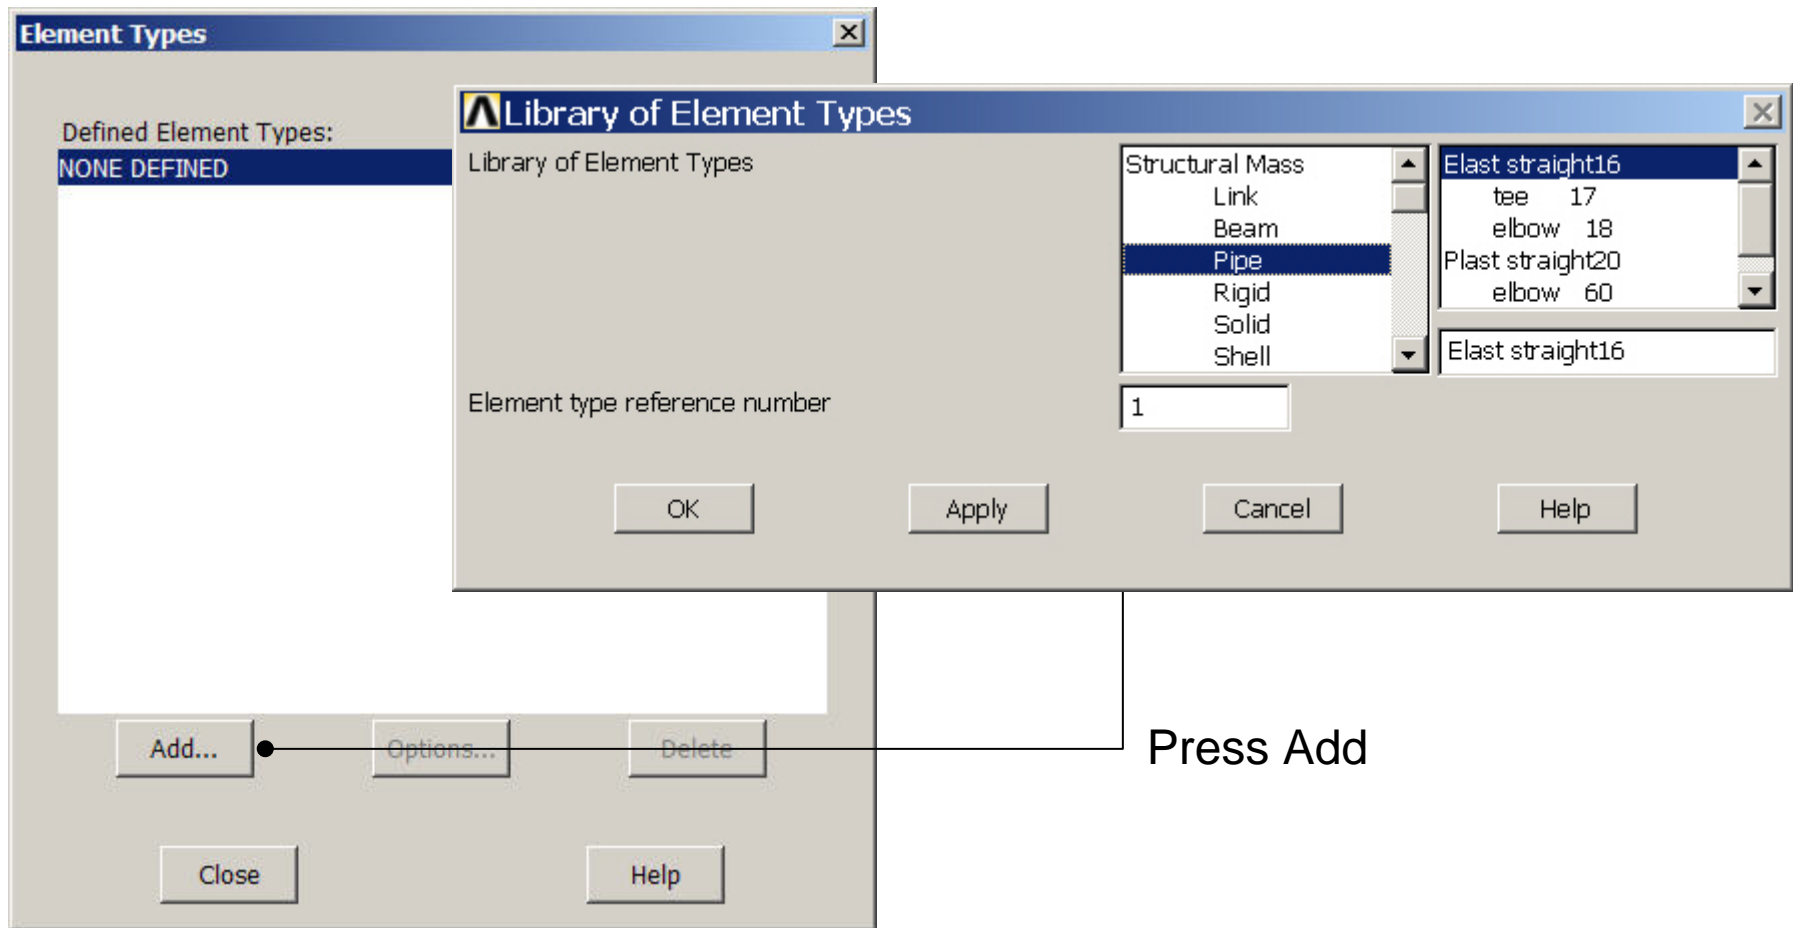 Element Types
Defined Element Types:
NONE DEFINED
Library of Element Types
Library of Element Types
Structural Mass
Link
Beam
Pipe
Rigid
Solid
Shell
Elast straight16
tee 17
elbow 18
Plast straight20
elbow 60
Elast straight16
Element type reference number
1
OK Apply Cancel Help
Add... Options... Delete
Press Add
Close Help